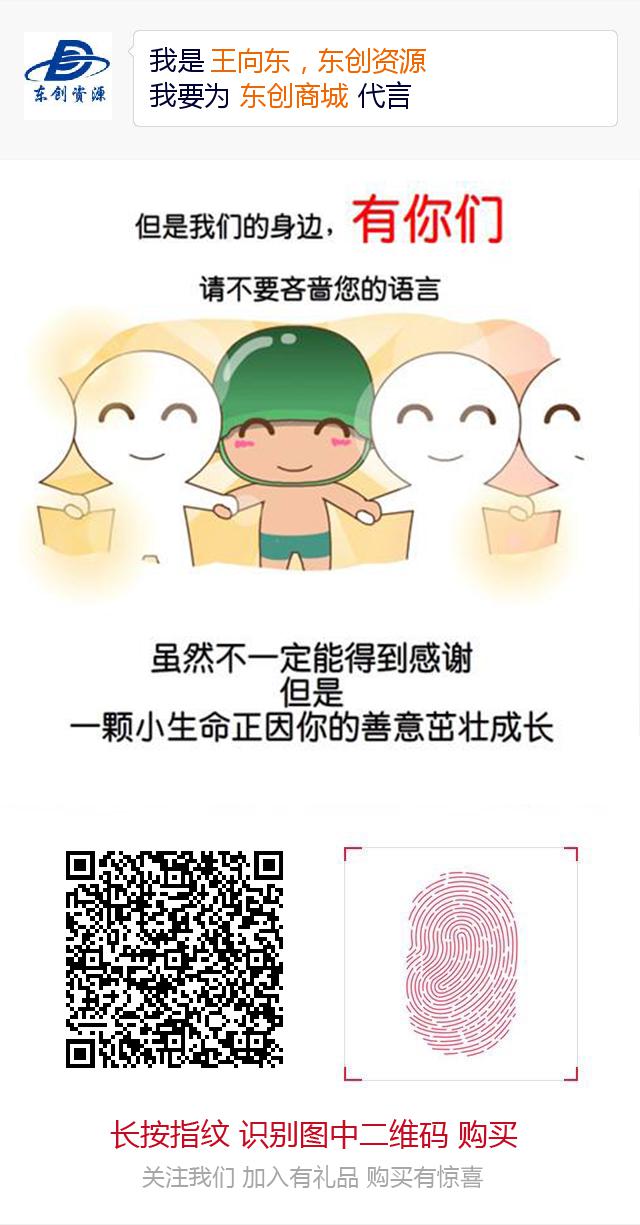 东创资源
我是 王向东，东创资源
我要为 东创商城 代言
但是我们的身边，有你们
请不要吝啬您的语言
虽然不一定能得到感谢
但是
一颗小生命正因你的善意茁壮成长
长按指纹 识别图中二维码 购买
关注我们 加入有礼品 购买有惊喜